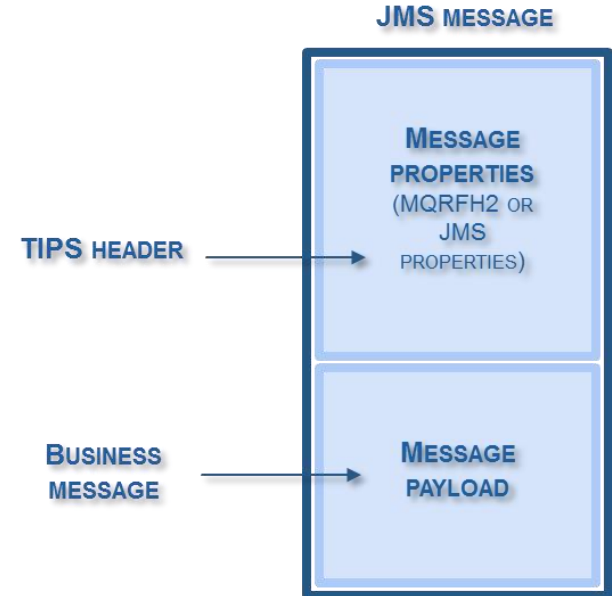 JMS MESSAGE
MESSAGE
PROPERTIES
(MQRFH2 OR
JMS
PROPERTIES)
TIPS HEADER
BUSINESS
MESSAGE
MESSAGE
PAYLOAD